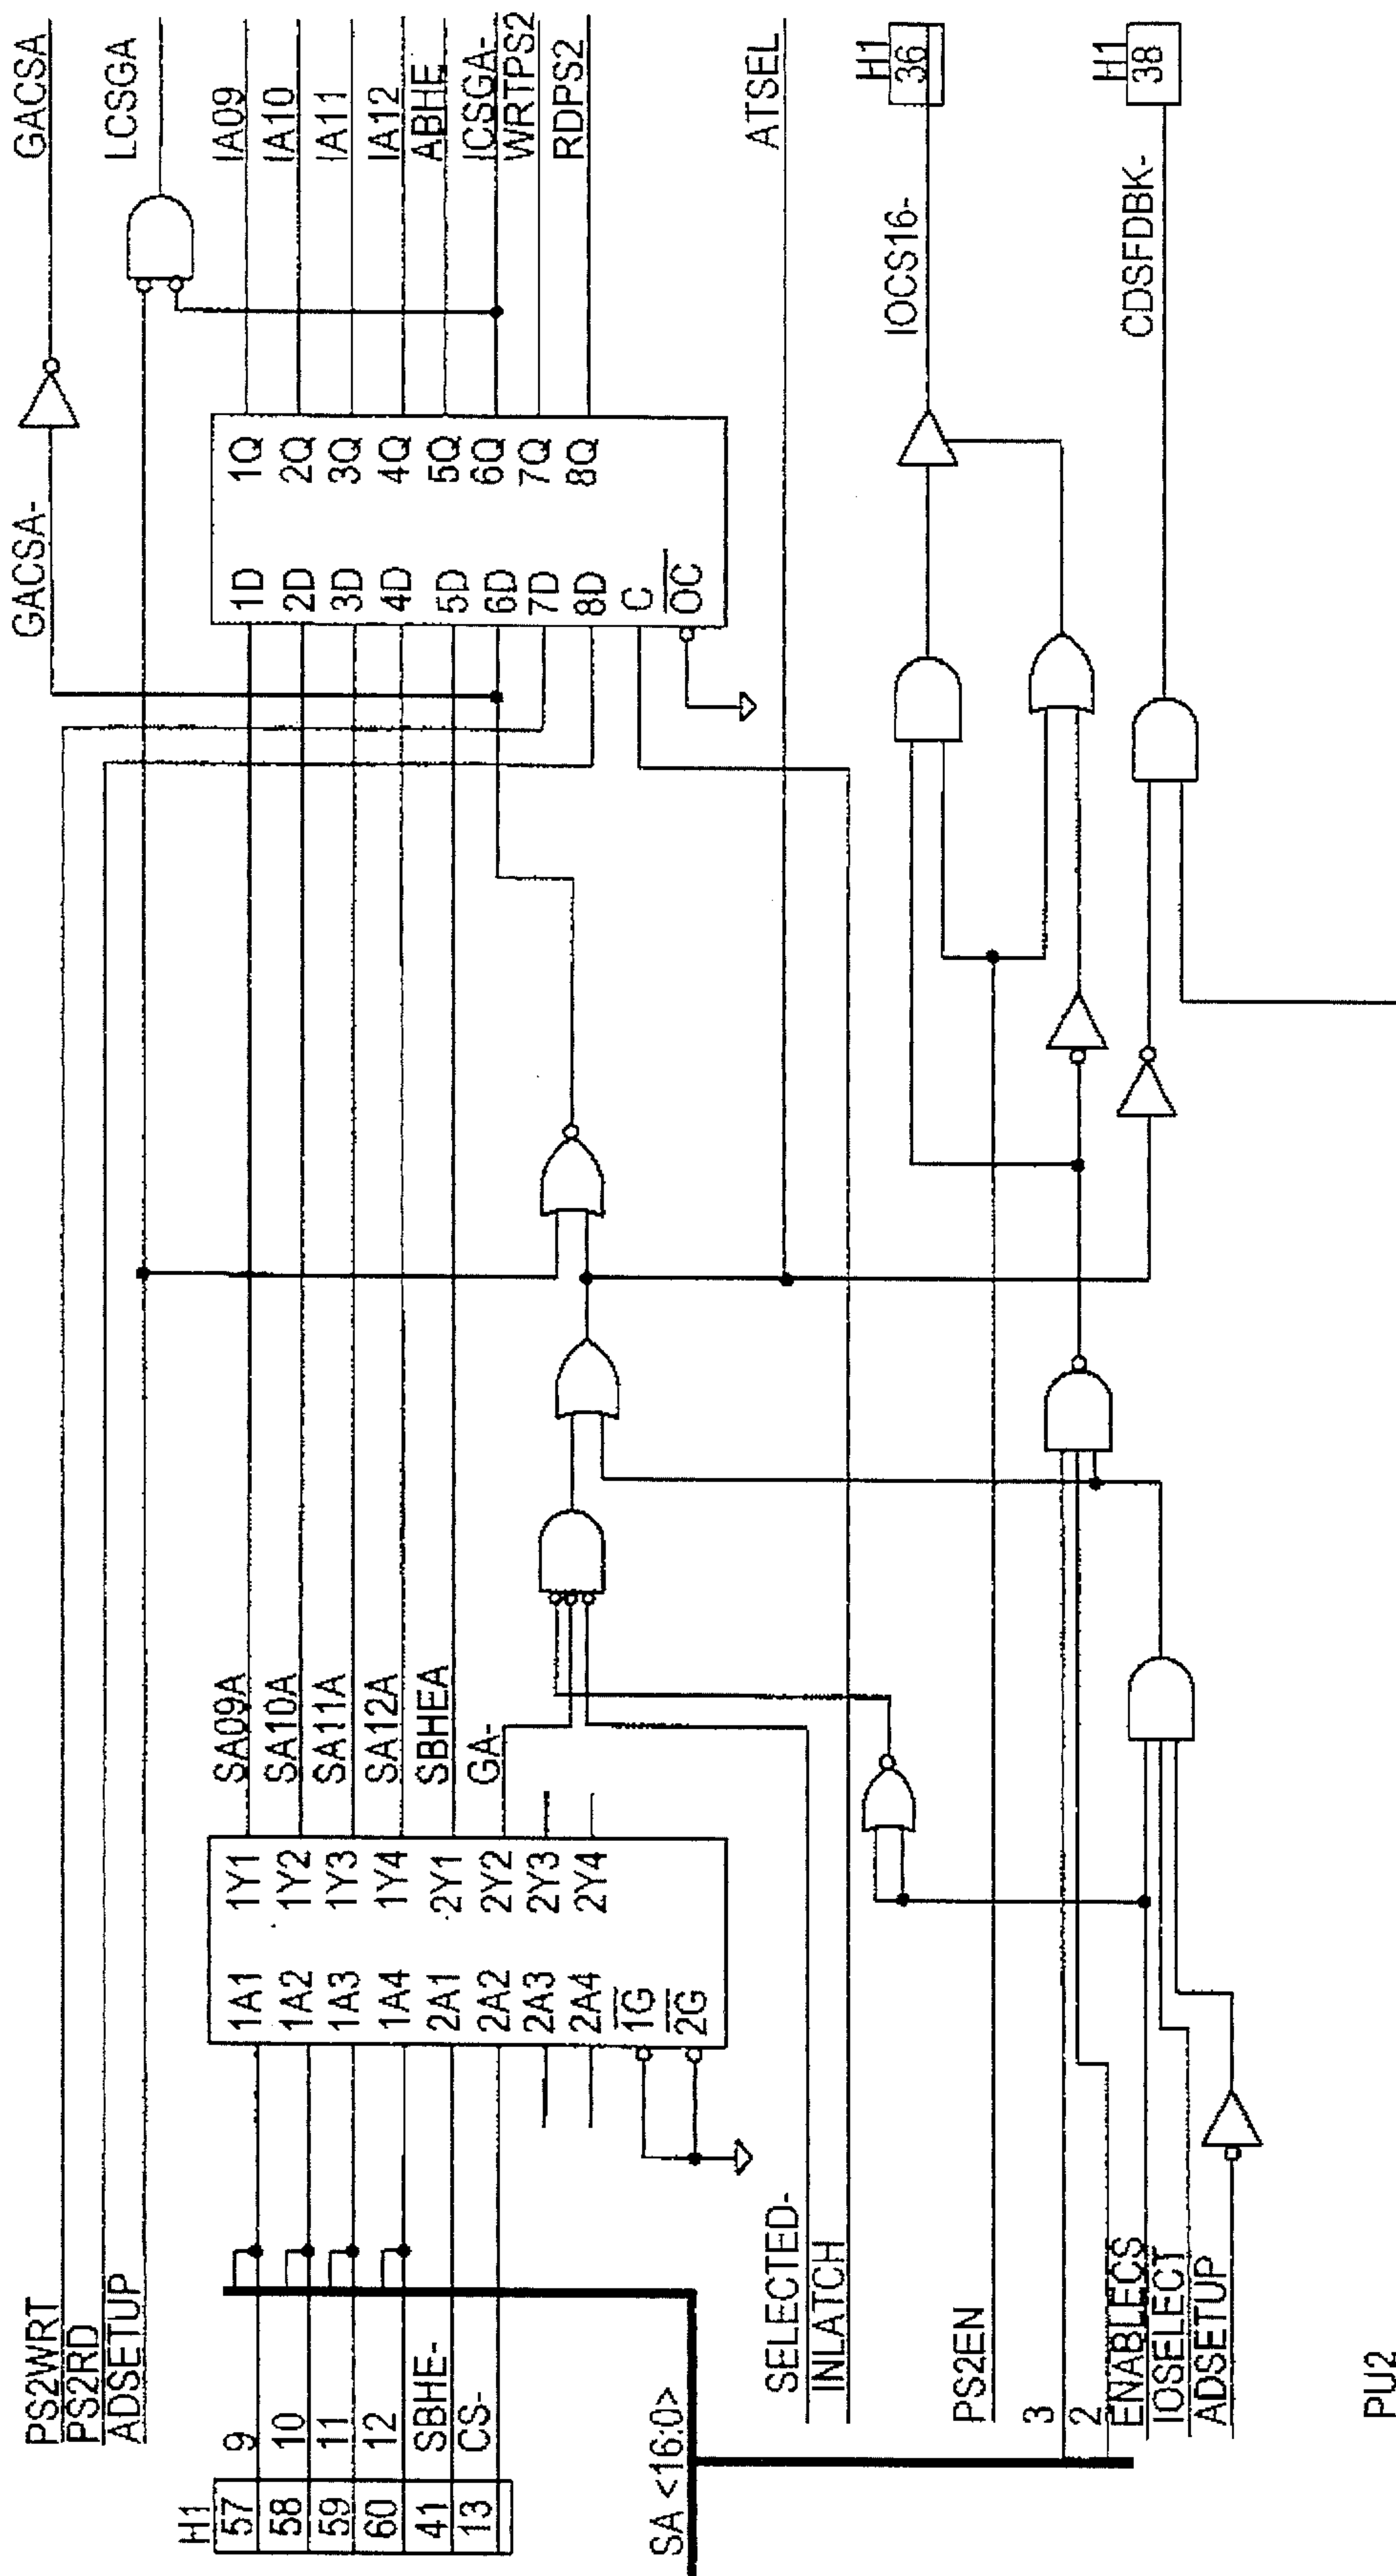 PS2WRT
PS2RD
ADSETUP
GACSA-
GACSA
LCSGA
H1
57 9
58 10
59 11
60 12
41 SBHE-
13 CS-
1A1 1Y1
1A2 1Y2
1A3 1Y3
1A4 1Y4
2A1 2Y1
2A2 2Y2
2A3 2Y3
2A4 2Y4
1G
2G
SA09A
SA10A
SA11A
SA12A
SBHEA
GA-
1D 1Q
2D 2Q
3D 3Q
4D 4Q
5D 5Q
6D 6Q
7D 7Q
8D 8Q
C
OC
IA09
IA10
IA11
IA12
ABHE
ICSGA-
WRTPS2
RDPS2
SA <16:0>
SELECTED-
INLATCH
ATSEL
PS2EN
IOCS16-
H1
36
3
2
ENABLECS
IOSELECT
ADSETUP
CDSFDBK-
H1
38
PU2